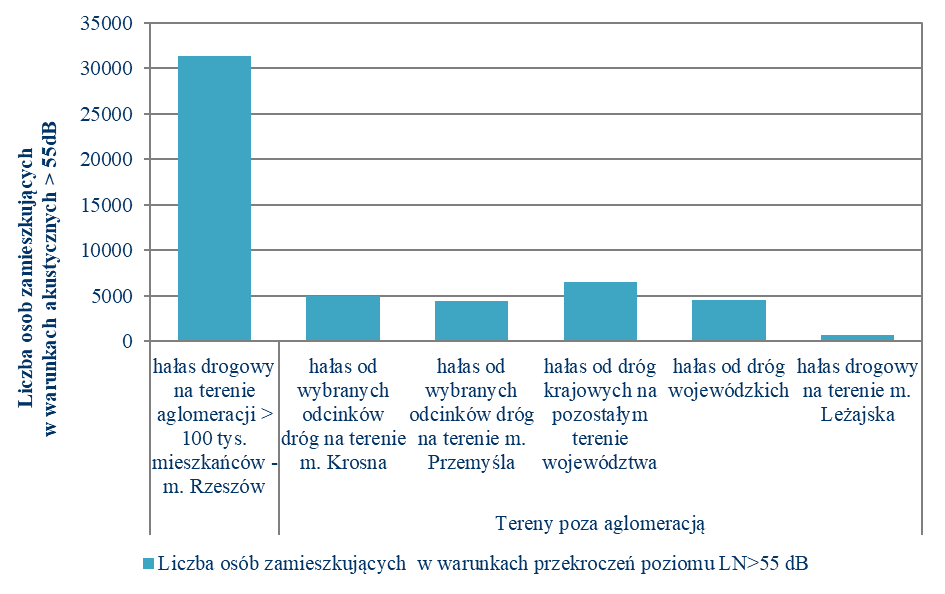 Liczba osob zamieszkujących
w warunkach akustycznych > 55dB
35000
30000
25000
20000
15000
10000
5000
0
hałas drogowy
na terenie
aglomeracji >
100 tys.
mieszkańców -
m. Rzeszów
hałas od
wybranych
odcinków
dróg na terenie
m. Krosna
hałas od
wybranych
odcinków dróg
na terenie m.
Przemyśla
hałas od dróg
krajowych na
pozostałym
terenie
województwa
hałas od dróg
wojewódzkich
hałas drogowy
na terenie m.
Leżajska
Tereny poza aglomeracją
Liczba osób zamieszkujących w warunkach przekroczeń poziomu LN>55 dB